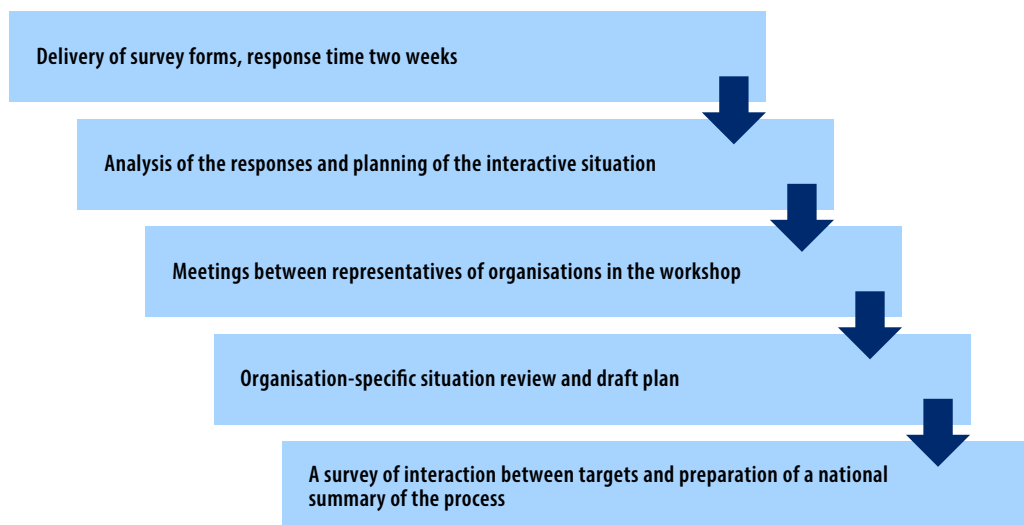 Delivery of survey forms, response time two weeks
Analysis of the responses and planning of the interactive situation
Meetings between representatives of organisations in the workshop
Organisation-specific situation review and draft plan
A survey of interaction between targets and preparation of a national
summary of the process